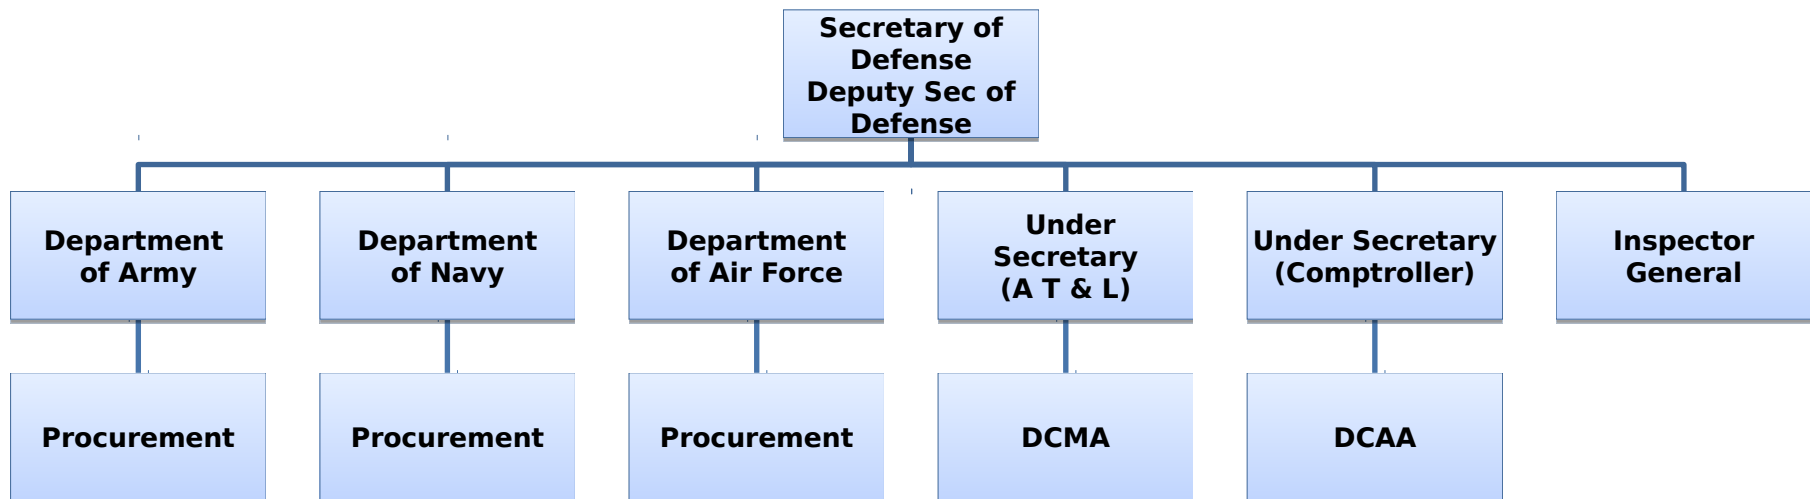 Secretary of
Defense
Deputy Sec of
Defense
Department
of Army
Department
of Navy
Department
of Air Force
Under
Secretary
(A T & L)
Under Secretary
(Comptroller)
Inspector
General
Procurement
Procurement
Procurement
DCMA
DCAA